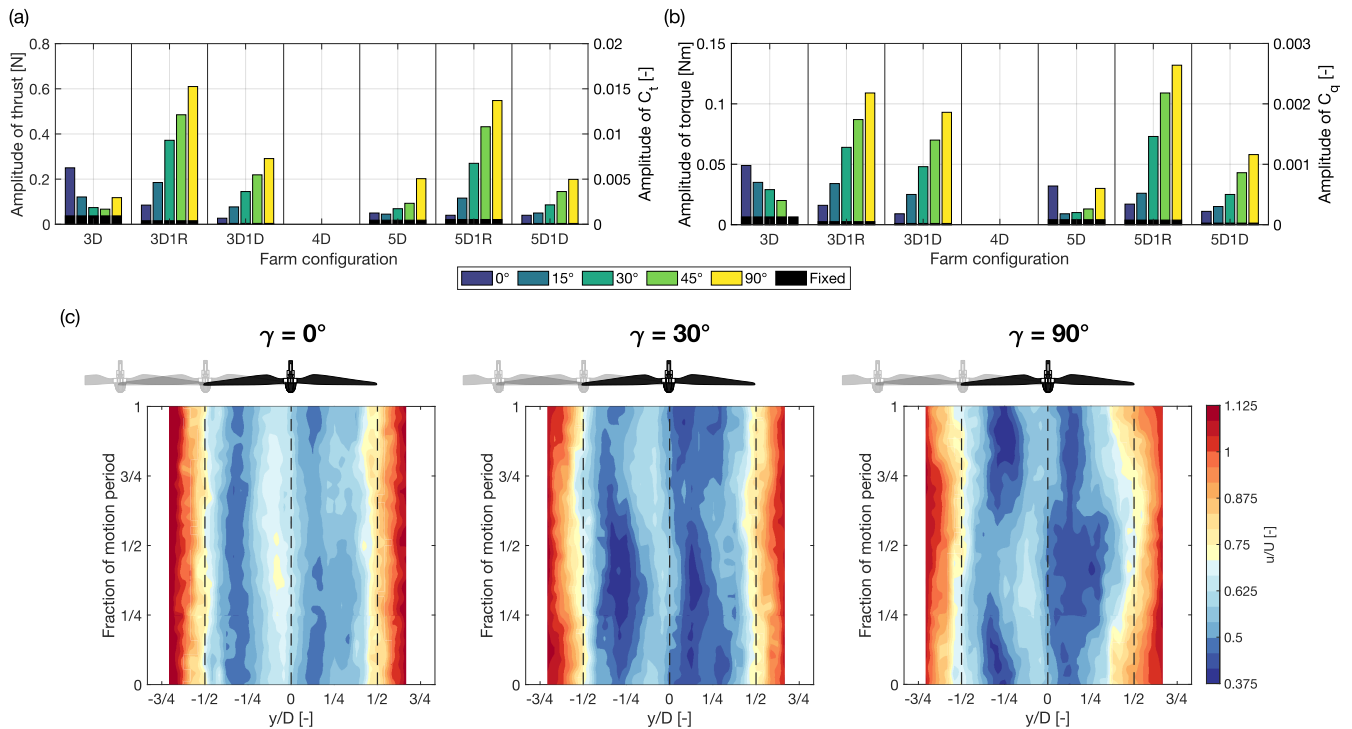 (a)
(b)
Amplitude of thrust [N]
0.8
0.6
0.4
0.2
0
0.02
0.015
0.01
0.005
0
Amplitude of Ct [-]
3D 3D1R 3D1D 4D 5D 5D1R 5D1D
Farm configuration
Amplitude of torque [Nm]
0.15
0.1
0.05
0
0.003
0.002
0.001
0
Amplitude of Cq [-]
3D 3D1R 3D1D 4D 5D 5D1R 5D1D
Farm configuration
0° 15° 30° 45° 90° Fixed
(c)
γ = 0°
γ = 30°
γ = 90°
Fraction of motion period
1
3/4
1/2
1/4
0
-3/4 -1/2 -1/4 0 1/4 1/2 3/4
y/D [-]
Fraction of motion period
1
3/4
1/2
1/4
0
-3/4 -1/2 -1/4 0 1/4 1/2 3/4
y/D [-]
Fraction of motion period
1
3/4
1/2
1/4
0
-3/4 -1/2 -1/4 0 1/4 1/2 3/4
y/D [-]
1.125
1
0.875
0.75
0.625
0.5
0.375
u/U [-]